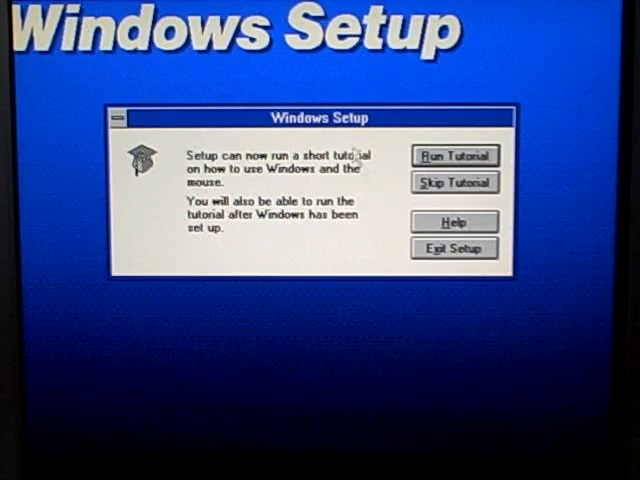 Windows Setup
Windows Setup
Setup can now run a short tutorial
on how to use Windows and the
mouse.
You will also be able to run the
tutorial after Windows has been
set up.
Run Tutorial
Skip Tutorial
Help
Exit Setup